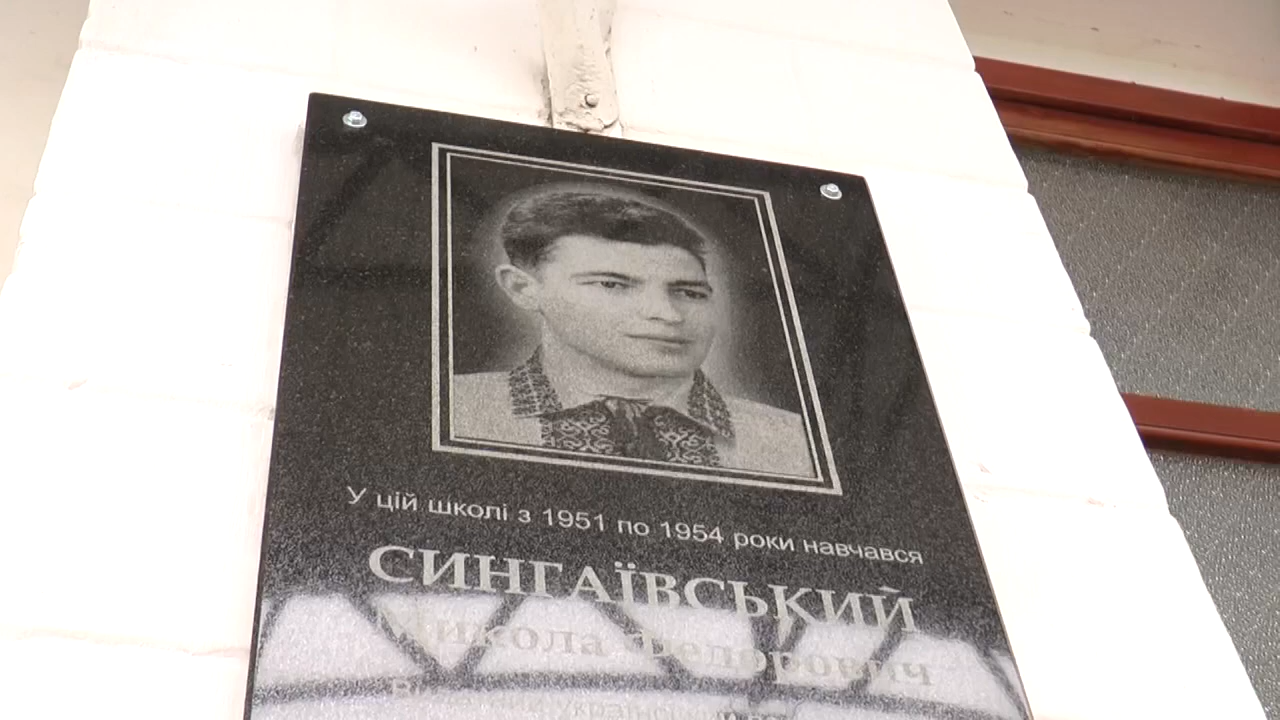 У цій школі з 1951 по 1954 роки навчався
СИНГАЇВСЬКИЙ
Микола Федорович